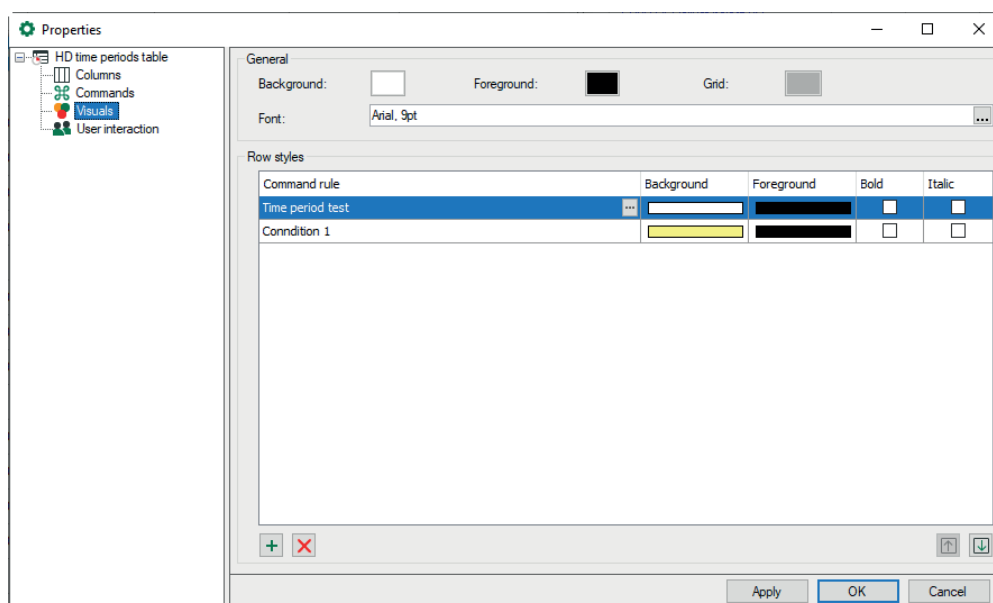 Properties
HD time periods table
Columns
Commands
Visuals
User interaction
General
Background: Foreground: Grid:
Font: Arial, 9pt ...
Row styles
Command rule Background Foreground Bold Italic
Time period test ...
Conndition 1
Apply OK Cancel